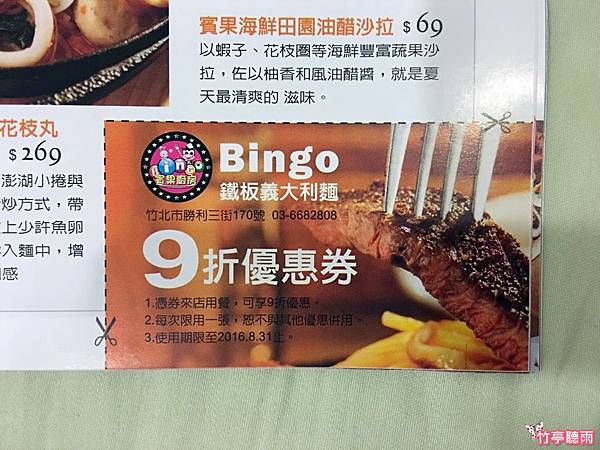 賓果海鮮田園油醋沙拉 $69
以蝦子、花枝圈等海鮮豐富蔬果沙
拉，佐以柚香和風油醋醬，就是夏
天最清爽的 滋味。
花枝丸
$269
澎湖小捲與
炒方式，帶
上少許魚卵
入麵中，增
感
Bingo
賓果廚房
Bingo
鐵板義大利麵
竹北市勝利三街170號 03-6682808
9折優惠券
1.憑券來店用餐，可享9折優惠。
2.每次限用一張，恕不與其他優惠併用。
3.使用期限至2016.8.31止。
竹亭聽雨